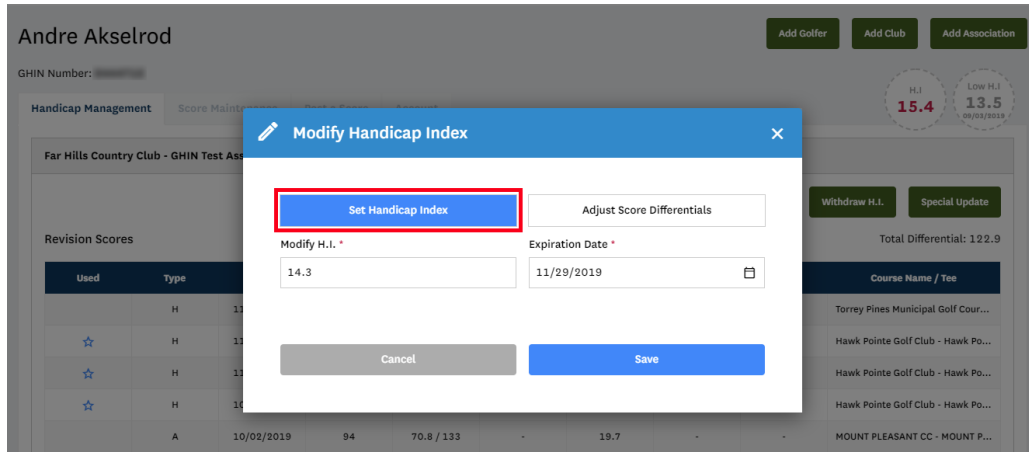 Andre Akselrod
Add Golfer Add Club Add Association
GHIN Number:
H.I 15.4
Low H.I 13.5 09/03/2019
Handicap Management Score Maintenance Post a Score Account
Modify Handicap Index
Far Hills Country Club - GHIN Test Ass
Set Handicap Index Adjust Score Differentials
Withdraw H.I. Special Update
Modify H.I. * Expiration Date *
Revision Scores Total Differential: 122.9
14.3 11/29/2019
Used Type Course Name / Tee
H 11 Torrey Pines Municipal Golf Cour...
H 11 Hawk Pointe Golf Club - Hawk Po...
Cancel Save
H 11 Hawk Pointe Golf Club - Hawk Po...
H 10 Hawk Pointe Golf Club - Hawk Po...
A 10/02/2019 94 70.8 / 133 - 19.7 - - MOUNT PLEASANT CC - MOUNT P...